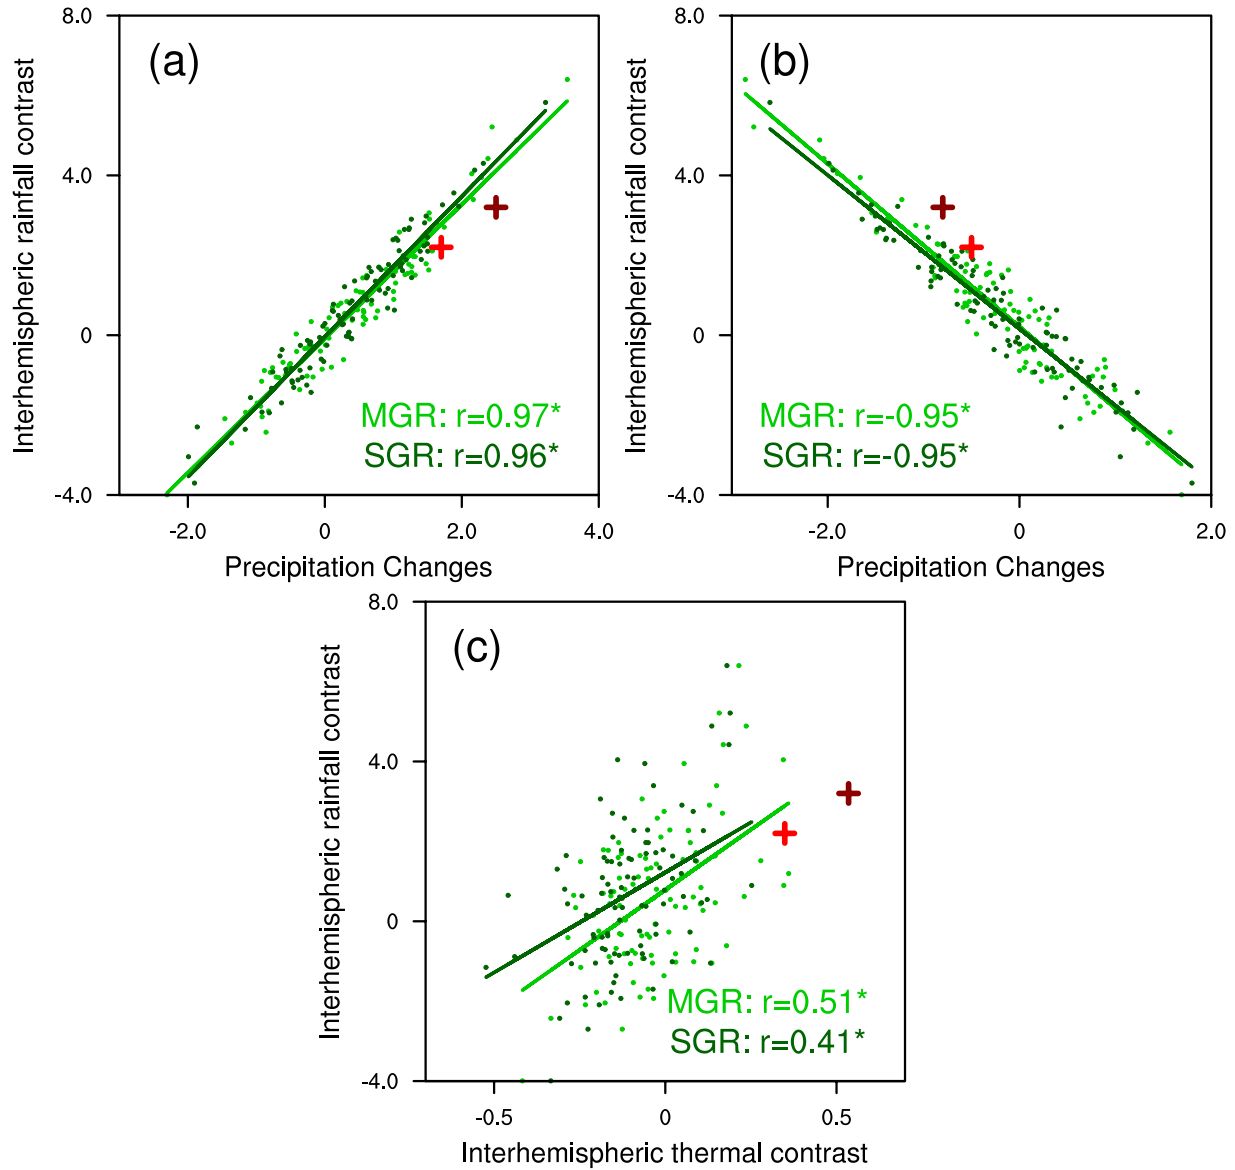 (a)
Interhemispheric rainfall contrast
8.0
4.0
0
-4.0
-2.0 0 2.0 4.0
Precipitation Changes
MGR: r=0.97*
SGR: r=0.96*
(b)
Interhemispheric rainfall contrast
8.0
4.0
0
-4.0
-2.0 0 2.0
Precipitation Changes
MGR: r=-0.95*
SGR: r=-0.95*
(c)
Interhemispheric rainfall contrast
8.0
4.0
0
-4.0
-0.5 0 0.5
Interhemispheric thermal contrast
MGR: r=0.51*
SGR: r=0.41*